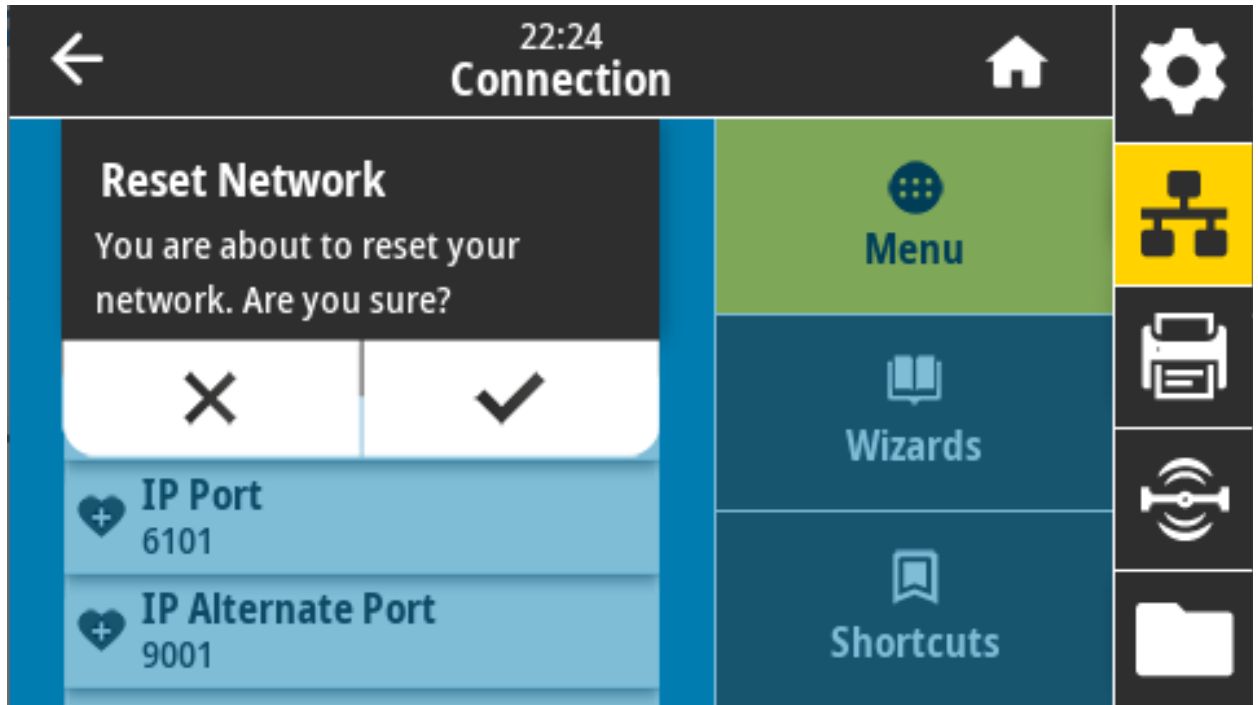 22:24
Connection
Reset Network
You are about to reset your
network. Are you sure?
IP Port
6101
IP Alternate Port
9001
Menu
Wizards
Shortcuts